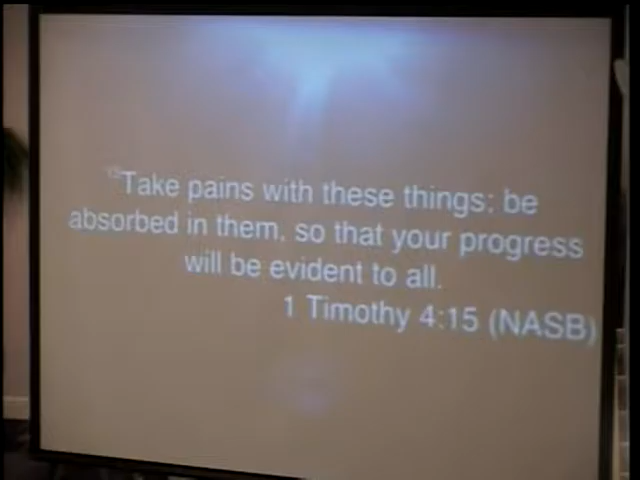 15Take pains with these things; be
absorbed in them, so that your progress
will be evident to all.
1 Timothy 4:15 (NASB)